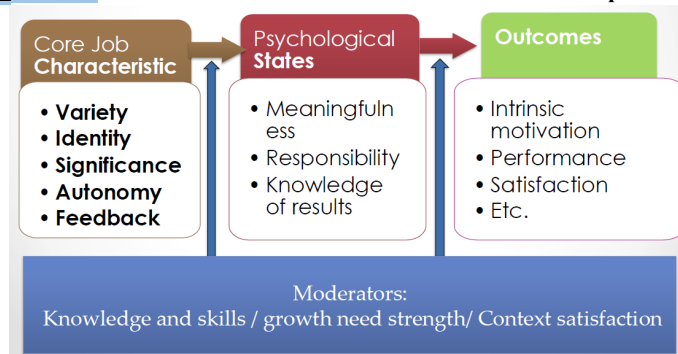 Core Job
Characteristic
• Variety
• Identity
• Significance
• Autonomy
• Feedback
Psychological
States
• Meaningfuln
ess
• Responsibility
• Knowledge
of results
Outcomes
• Intrinsic
motivation
• Performance
• Satisfaction
• Etc.
Moderators:
Knowledge and skills / growth need strength/ Context satisfaction